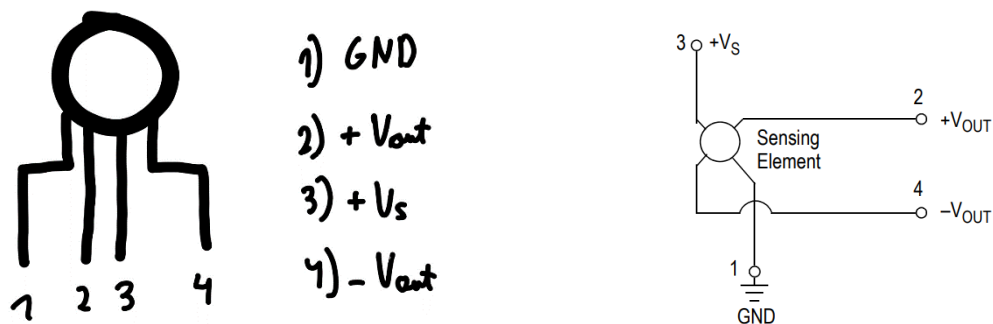 1) GND
2) + Vout
3) + Vs
4) - Vout
1 2 3 4
3 +VS
2
+VOUT
Sensing
Element
4
–VOUT
1
GND